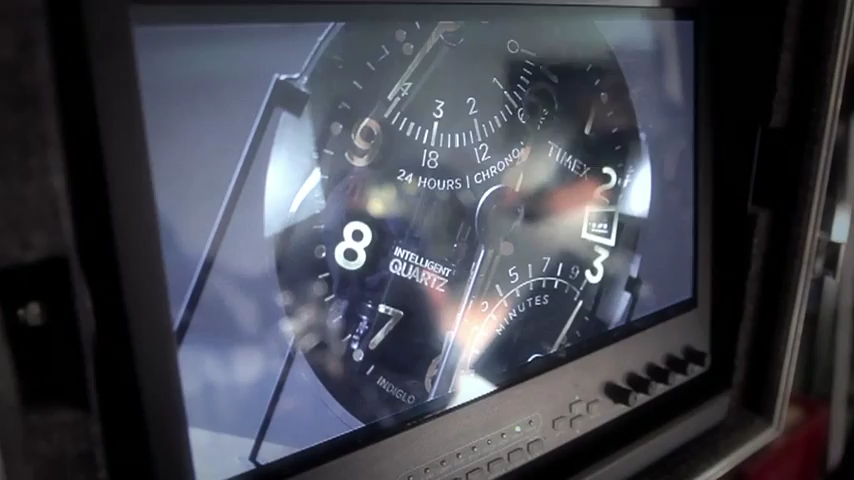 4 3 2 1
18 12 6
24 HOURS | CHRONO
TIMEX
9
2
8
3
INTELLIGENT
QUARTZ
5 7 9
MINUTES
7
INDIGLO